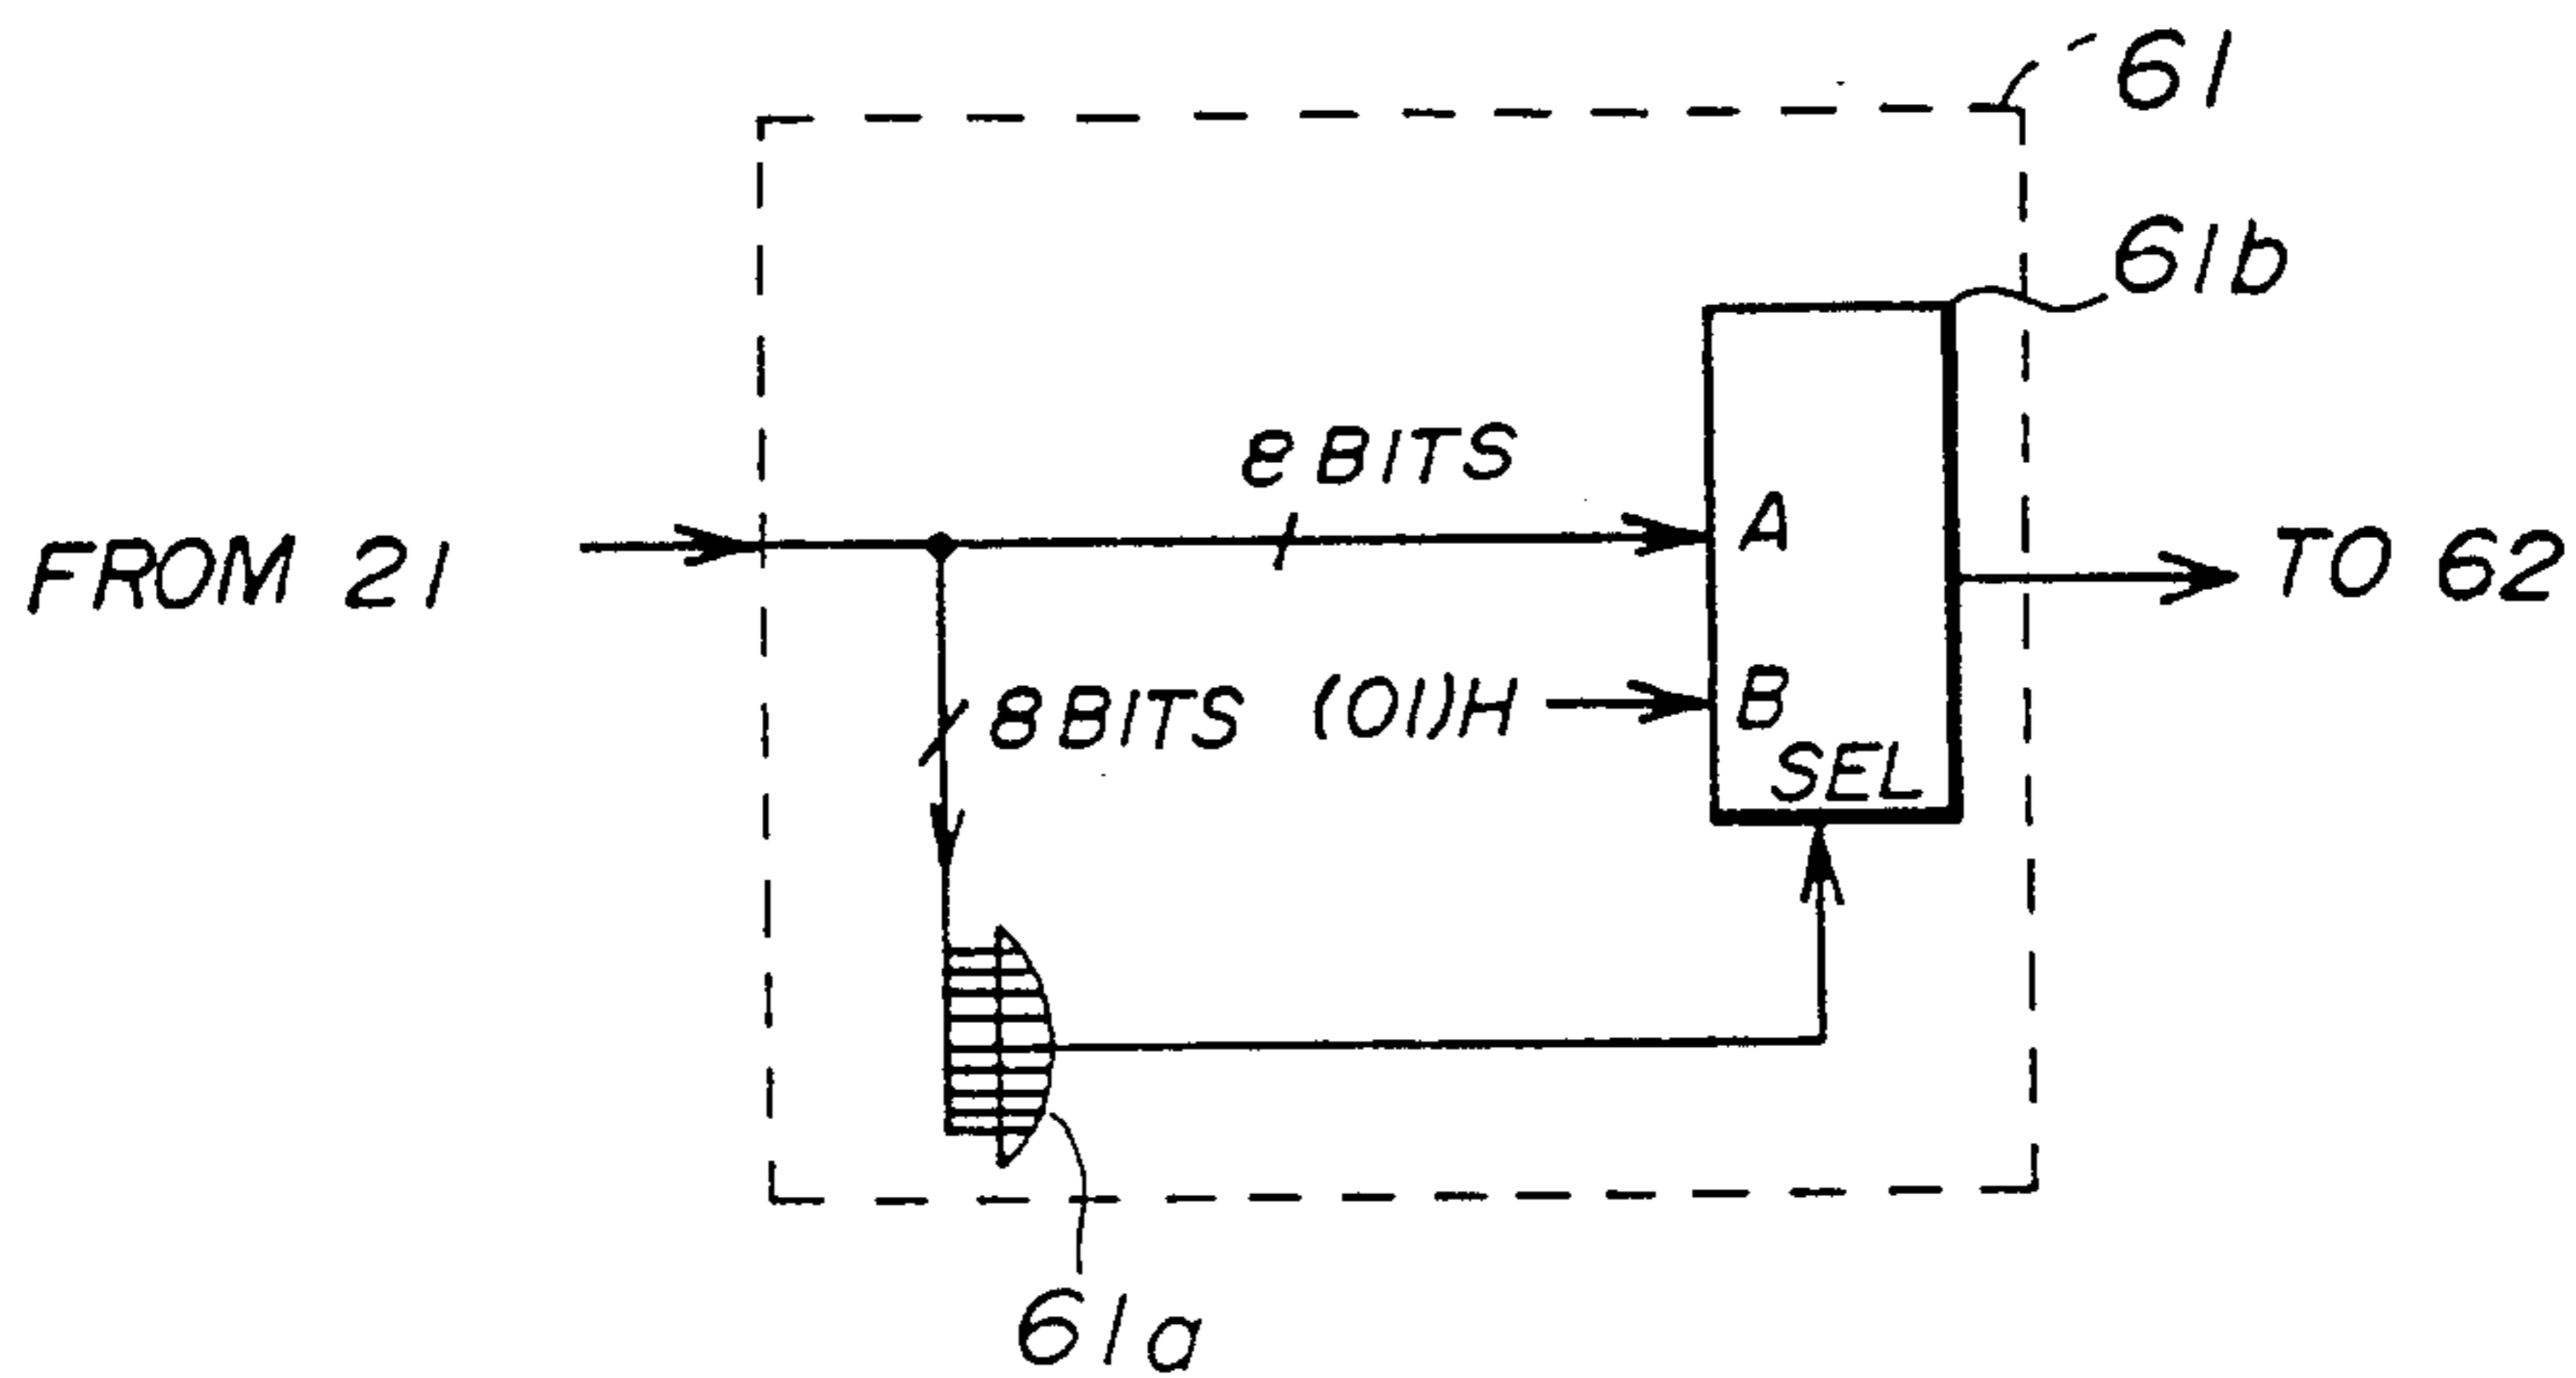 61
61b
8 BITS
A
FROM 21
TO 62
8 BITS (01)H
B
SEL
61a